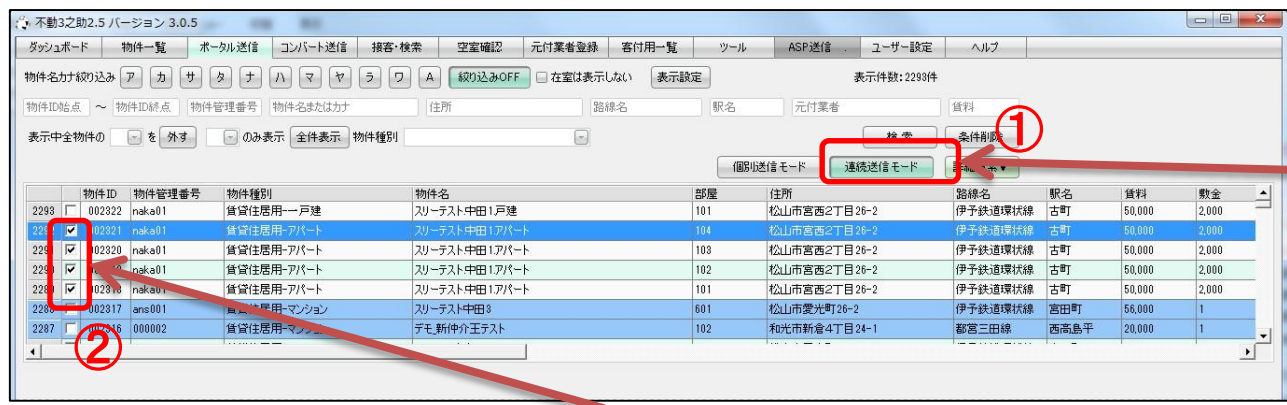 不動3之助2.5 バージョン 3.0.5
ダッシュボード 物件一覧 ポータル送信 コンバート送信 接客・検索 空室確認 元付業者登録 客付用一覧 ツール ASP送信 . ユーザー設定 ヘルプ
物件名カナ絞り込み ア カ サ タ ナ ハ マ ヤ ラ ワ A 絞り込みOFF 在室は表示しない 表示設定 表示件数:2293件
物件ID始点 ～ 物件ID終点 物件管理番号 物件名またはカナ 住所 路線名 駅名 元付業者 賃料
表示中全物件の を 外す のみ表示 全件表示 物件種別 検索 条件削除
①
個別送信モード 連続送信モード
物件ID 物件管理番号 物件種別 物件名 部屋 住所 路線名 駅名 賃料 敷金
2293 002322 naka01 賃貸住居用-一戸建 スリーテスト中田1.戸建 101 松山市宮西2丁目26-2 伊予鉄道環状線 古町 50,000 2,000
002321 naka01 賃貸住居用-アパート スリーテスト中田1.アパート 104 松山市宮西2丁目26-2 伊予鉄道環状線 古町 50,000 2,000
002320 naka01 賃貸住居用-アパート スリーテスト中田1.アパート 103 松山市宮西2丁目26-2 伊予鉄道環状線 古町 50,000 2,000
naka01 賃貸住居用-アパート スリーテスト中田1.アパート 102 松山市宮西2丁目26-2 伊予鉄道環状線 古町 50,000 2,000
naka01 賃貸住居用-アパート スリーテスト中田1.アパート 101 松山市宮西2丁目26-2 伊予鉄道環状線 古町 50,000 2,000
2288 002317 ans001 賃貸住居用-マンション スリーテスト中田3 601 松山市愛光町26-2 伊予鉄道環状線 宮田町 56,000 1
2287 002316 000002 賃貸住居用-マンション デモ_新仲介王テスト 102 和光市新倉4丁目24-1 都営三田線 西高島平 20,000 1
②